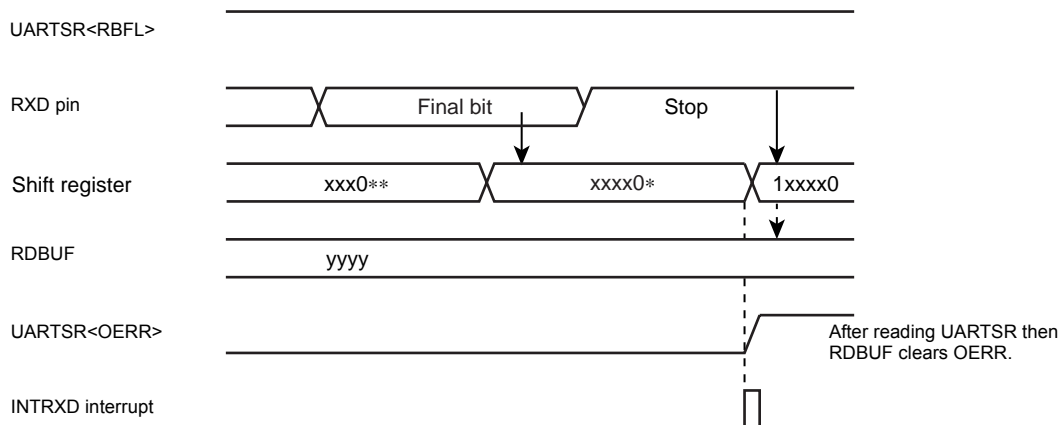 UARTSR<RBFL>
RXD pin
Final bit
Stop
Shift register
xxx0**
xxxx0*
1xxxx0
RDBUF
yyyy
UARTSR<OERR>
After reading UARTSR then
RDBUF clears OERR.
INTRXD interrupt